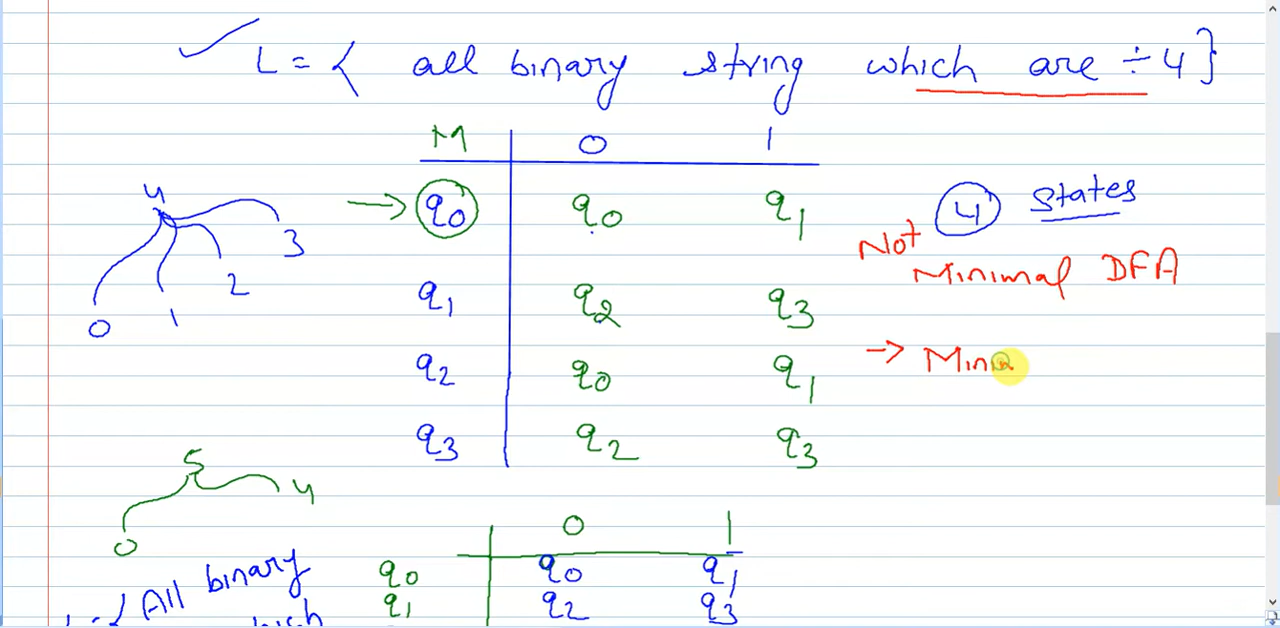 L = { all binary string which are ÷ 4 }
M 0 1
→ q0 q0 q1
q1 q2 q3
q2 q0 q1
q3 q2 q3
4
0 1 2 3
4 States
Not
Minimal DFA
→ Mini
5
0 4
0 1
q0 q0 q1
q1 q2 q3
{ All binary